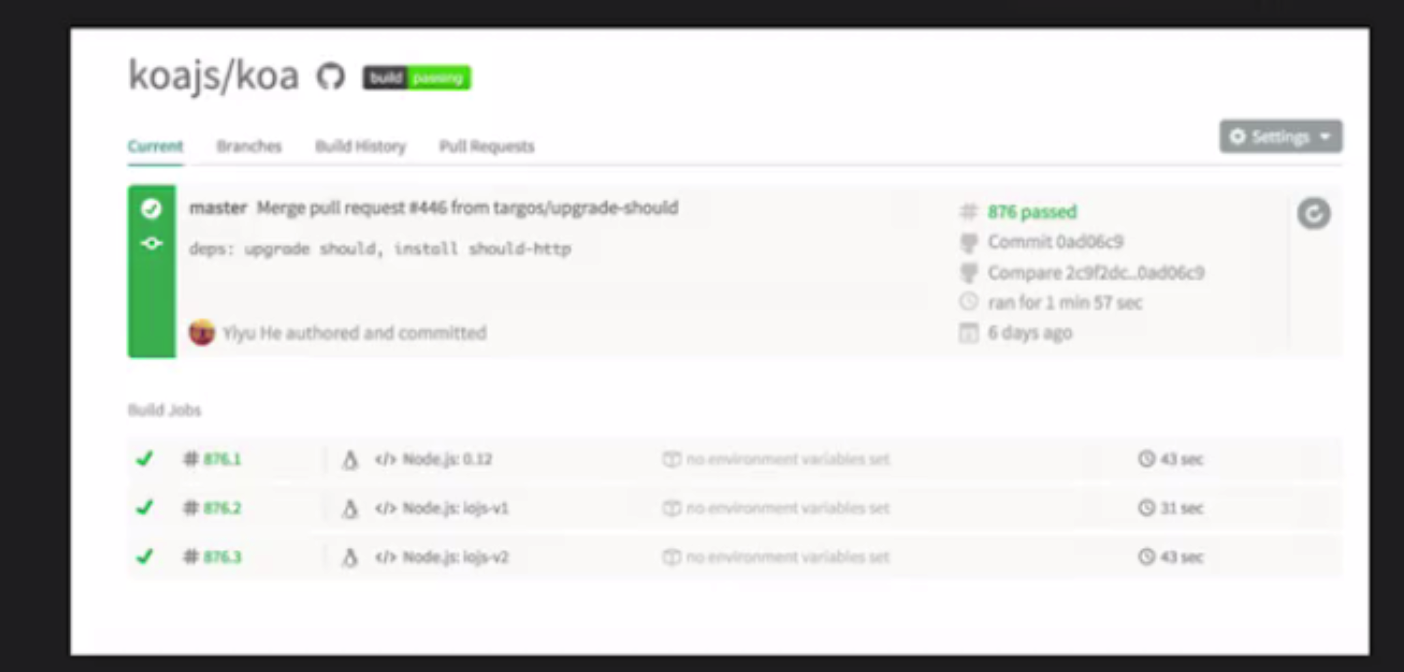 koajs/koa build passing
Current Branches Build History Pull Requests
Settings
master Merge pull request #446 from targos/upgrade-should
deps: upgrade should, install should-http
Yiyu He authored and committed
# 876 passed
Commit 0ad06c9
Compare 2c9f2dc..0ad06c9
ran for 1 min 57 sec
6 days ago
Build Jobs
# 876.1 </> Node.js: 0.12 no environment variables set 43 sec
# 876.2 </> Node.js: iojs-v1 no environment variables set 31 sec
# 876.3 </> Node.js: iojs-v2 no environment variables set 43 sec